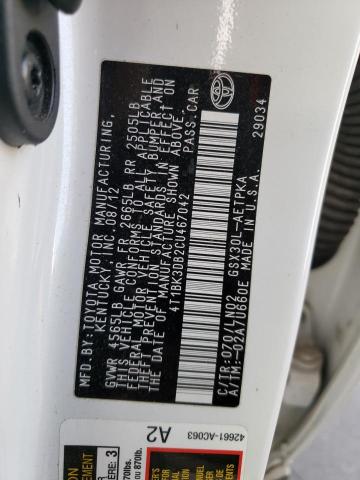 MFD. BY:TOYOTA MOTOR MANUFACTURING,
KENTUCKY, INC. 08/12
GVWR 4565LB GAWR FR 2665LB RR 2505LB
THIS VEHICLE CONFORMS TO ALL APPLICABLE
FEDERAL MOTOR VEHICLE SAFETY, BUMPER,AND
THEFT PREVENTION STANDARDS IN EFFECT ON
THE DATE OF MANUFACTURE SHOWN ABOVE.
4T1BK3DB2CU467042 PASS.CAR
C/TR:070/LN02 GSX30L-AETPKA
A/TM:-02A/U660E MADE IN U.S.A.
29034
42661-AC063
A2